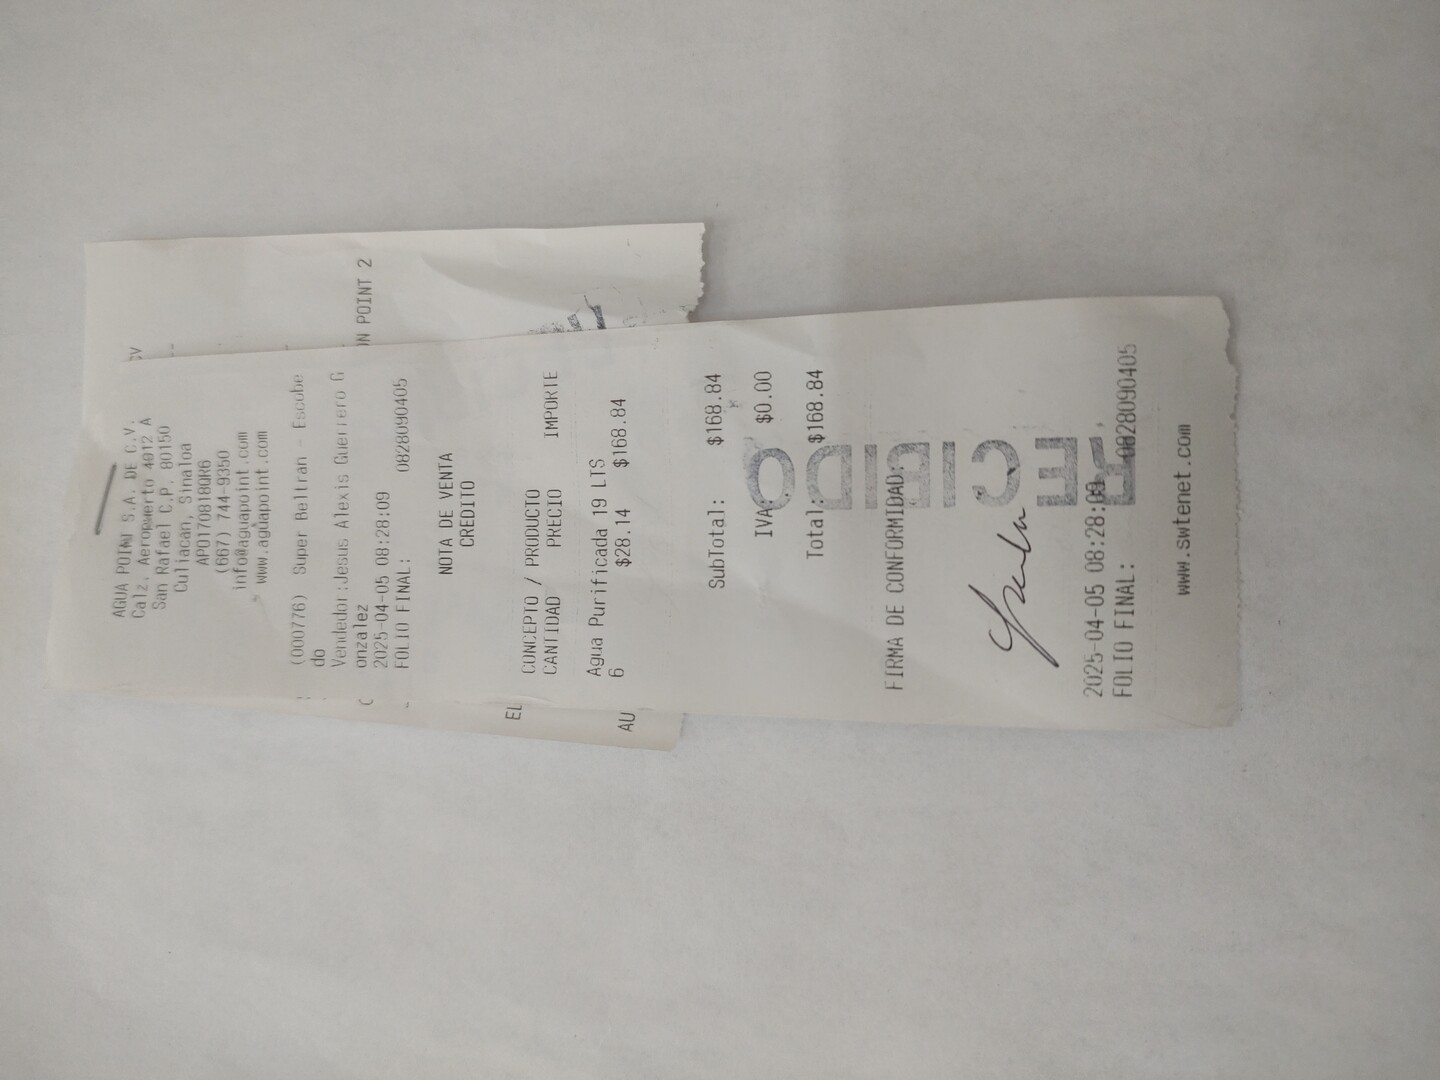 AGUA POINT S.A. DE C.V.
Calz. Aeropuerto 4012 A
San Rafael C.P. 80150
Culiacan, Sinaloa
APO170818QR6
(667) 744-9350
info@aguapoint.com
www.aguapoint.com
(000776) Super Beltran - Escobe
do
Vendedor:Jesus Alexis Guerrero G
onzalez
2025-04-05 08:28:09
FOLIO FINAL: 0828090405
NOTA DE VENTA
CREDITO
CONCEPTO / PRODUCTO
CANTIDAD PRECIO IMPORTE
Agua Purificada 19 LTS
6 $28.14 $168.84
SubTotal: $168.84
IVA: $0.00
Total: $168.84
RECIBIDO
FIRMA DE CONFORMIDAD:
2025-04-05 08:28:09
FOLIO FINAL: 0828090405
www.swtenet.com
POINT 2
EL
AU